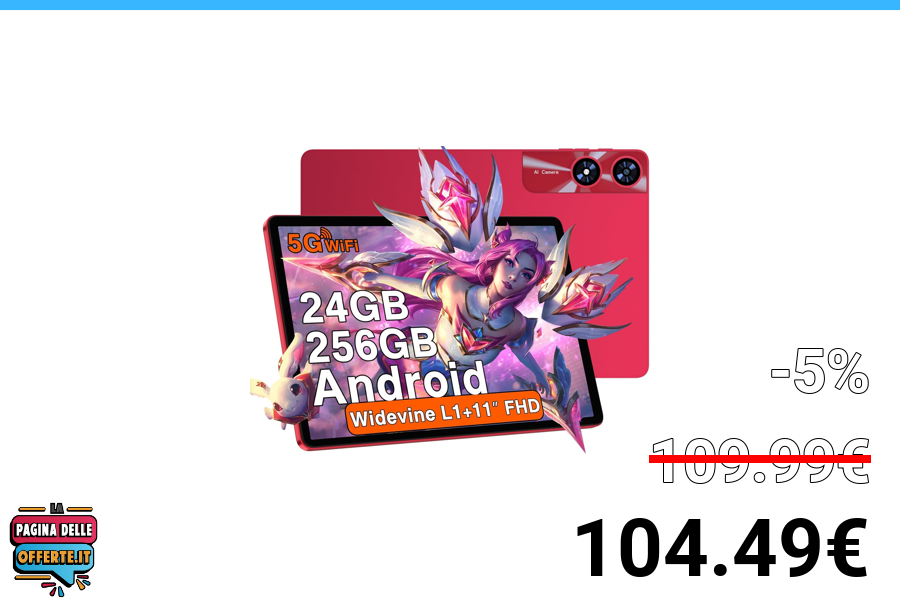 AI Camera
5G WiFi
24GB
256GB
Android
Widevine L1+11" FHD
-5%
109.99€
104.49€
LA
PAGINA DELLE
OFFERTE.IT